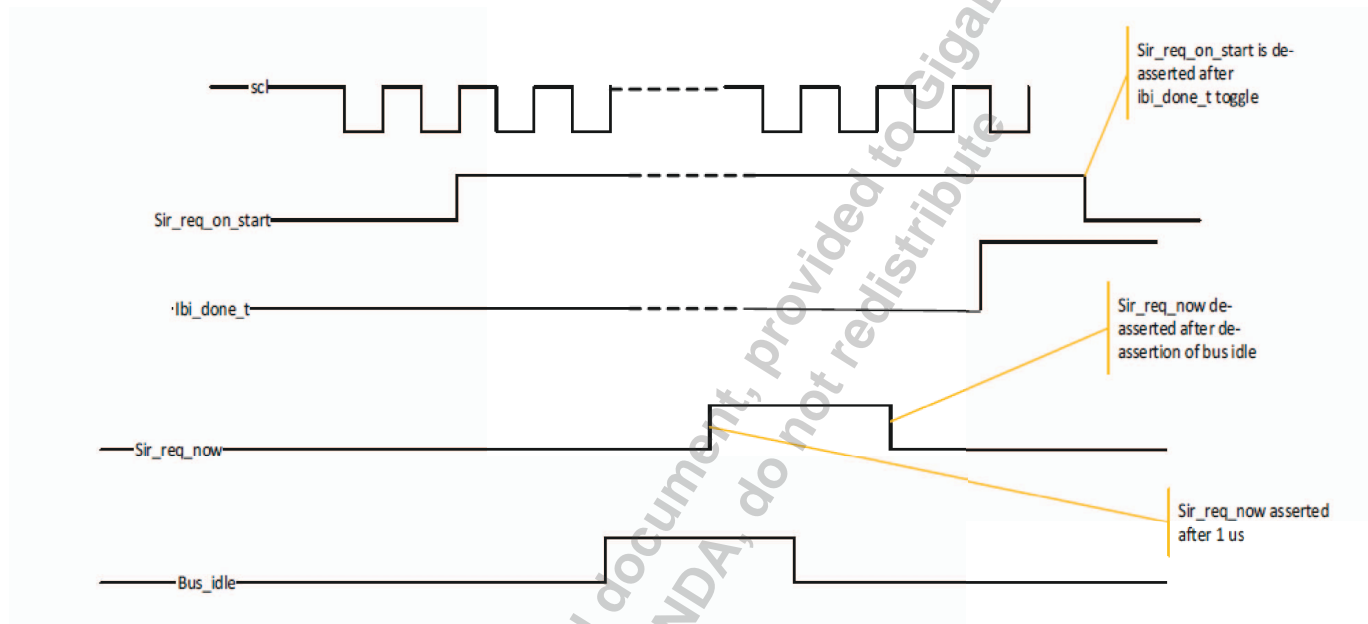 Sir_req_on_start is de-
asserted after
ibi_done_t toggle
scl
Sir_req_on_start
Ibi_done_t
Sir_req_now de-
asserted after de-
assertion of bus idle
Sir_req_now
Sir_req_now asserted
after 1 us
Bus_idle
document, provided to
NDA, do not redistribute